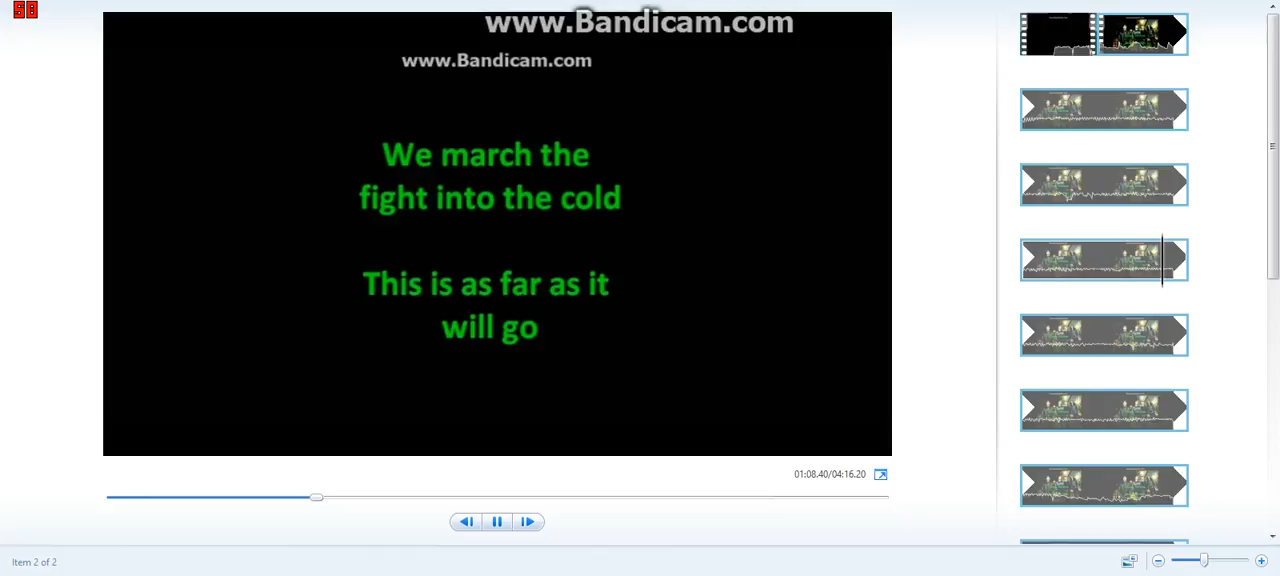 58
www.Bandicam.com
www.Bandicam.com
We march the
fight into the cold
This is as far as it
will go
01:08.40/04:16.20
Item 2 of 2